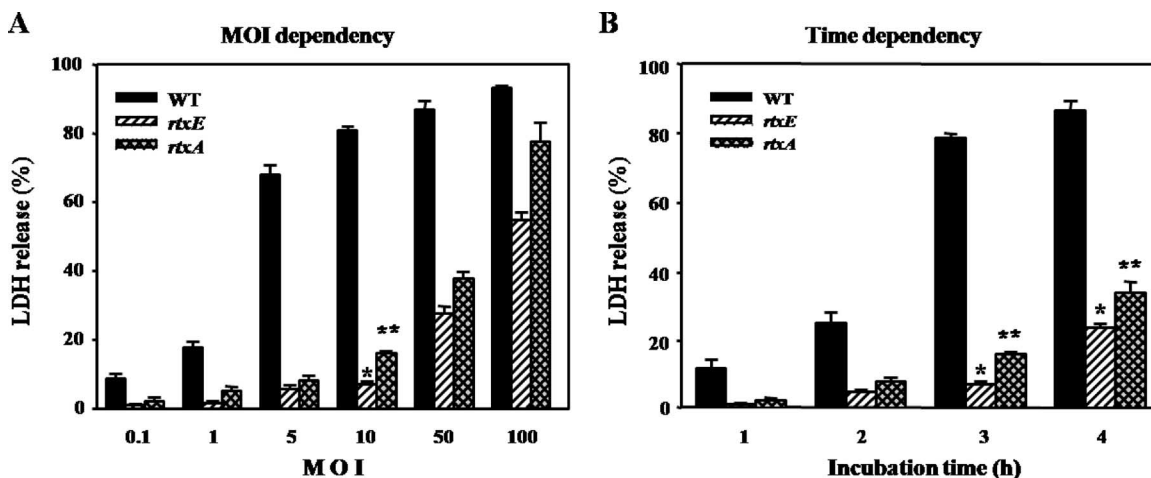 A
MOI dependency
LDH release (%)
100
80
60
40
20
0
WT
rtxE
rtxA
*
**
0.1 1 5 10 50 100
M O I
B
Time dependency
LDH release (%)
100
80
60
40
20
0
WT
rtxE
rtxA
*
**
*
**
1 2 3 4
Incubation time (h)